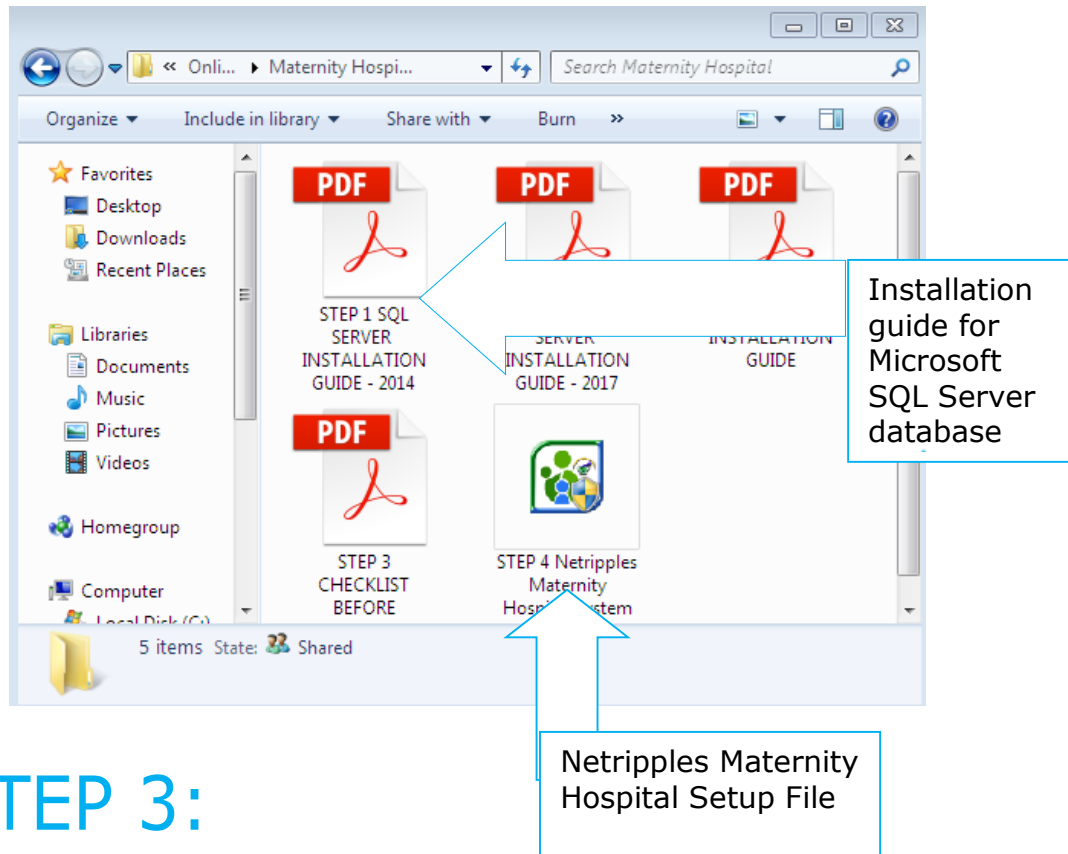 « Onli... ▸ Maternity Hospi...
Search Maternity Hospital
Organize
Include in library
Share with
Burn
»
Favorites
Desktop
Downloads
Recent Places
Libraries
Documents
Music
Pictures
Videos
Homegroup
Computer
Local Disk (C:)
PDF
STEP 1 SQL
SERVER
INSTALLATION
GUIDE - 2014
PDF
SERVER
INSTALLATION
GUIDE - 2017
PDF
INSTALLATION
GUIDE
PDF
STEP 3
CHECKLIST
BEFORE
STEP 4 Netripples
Maternity
5 items State: Shared
Installation
guide for
Microsoft
SQL Server
database
Netripples Maternity
Hospital Setup File
TEP 3: